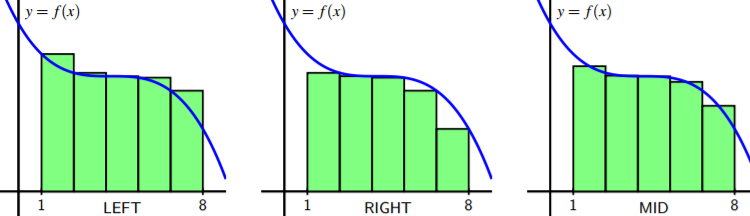 y = f(x)
1 LEFT 8
y = f(x)
1 RIGHT 8
y = f(x)
1 MID 8